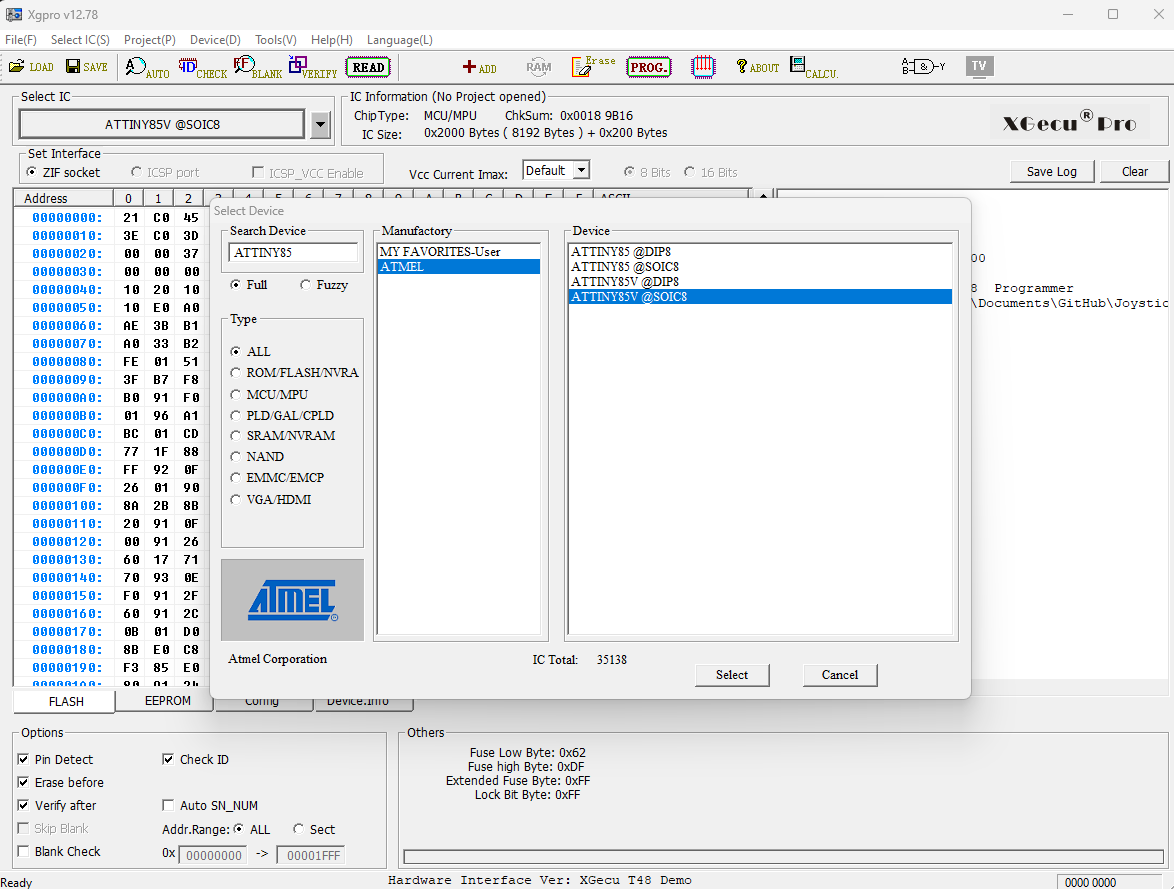 Xgpro v12.78
File(F) Select IC(S) Project(P) Device(D) Tools(V) Help(H) Language(L)
LOAD SAVE AUTO CHECK BLANK VERIFY READ ADD RAM Erase PROG. ABOUT CALCU. A B & Y TV
Select IC
ATTINY85V @SOIC8
IC Information (No Project opened)
ChipType: MCU/MPU ChkSum: 0x0018 9B16
IC Size: 0x2000 Bytes ( 8192 Bytes ) + 0x200 Bytes
XGecu® Pro
Set Interface
ZIF socket ICSP port ICSP_VCC Enable
Vcc Current Imax: Default 8 Bits 16 Bits
Save Log Clear
Address 0 1 2 3 4 5 6 7 8 9 A B C D E F ASCII
00000000: 21 C0 45
00000010: 3E C0 3D
00000020: 00 00 37
00000030: 00 00 00
00000040: 10 20 10
00000050: 10 E0 A0
00000060: AE 3B B1
00000070: A0 33 B2
00000080: FE 01 51
00000090: 3F B7 F8
000000A0: B0 91 F0
000000B0: 01 96 A1
000000C0: BC 01 CD
000000D0: 77 1F 88
000000E0: FF 92 0F
000000F0: 26 01 90
00000100: 8A 2B 8B
00000110: 20 91 0F
00000120: 00 91 26
00000130: 60 17 71
00000140: 70 93 0E
00000150: F0 91 2F
00000160: 60 91 2C
00000170: 0B 01 D0
00000180: 8B E0 C8
00000190: F3 85 E0
Select Device
Search Device
ATTINY85
Full Fuzzy
Type
ALL
ROM/FLASH/NVRA
MCU/MPU
PLD/GAL/CPLD
SRAM/NVRAM
NAND
EMMC/EMCP
VGA/HDMI
ATMEL®
Atmel Corporation
Manufactory
MY FAVORITES-User
ATMEL
Device
ATTINY85 @DIP8
ATTINY85 @SOIC8
ATTINY85V @DIP8
ATTINY85V @SOIC8
IC Total: 35138
Select Cancel
00
8 Programmer
\Documents\GitHub\Joystic
FLASH EEPROM Config Device.Info
Options
Pin Detect Check ID
Erase before
Verify after Auto SN_NUM
Skip Blank Addr.Range: ALL Sect
Blank Check 0x 00000000 -> 00001FFF
Others
Fuse Low Byte: 0x62
Fuse high Byte: 0xDF
Extended Fuse Byte: 0xFF
Lock Bit Byte: 0xFF
Ready Hardware Interface Ver: XGecu T48 Demo 0000 0000